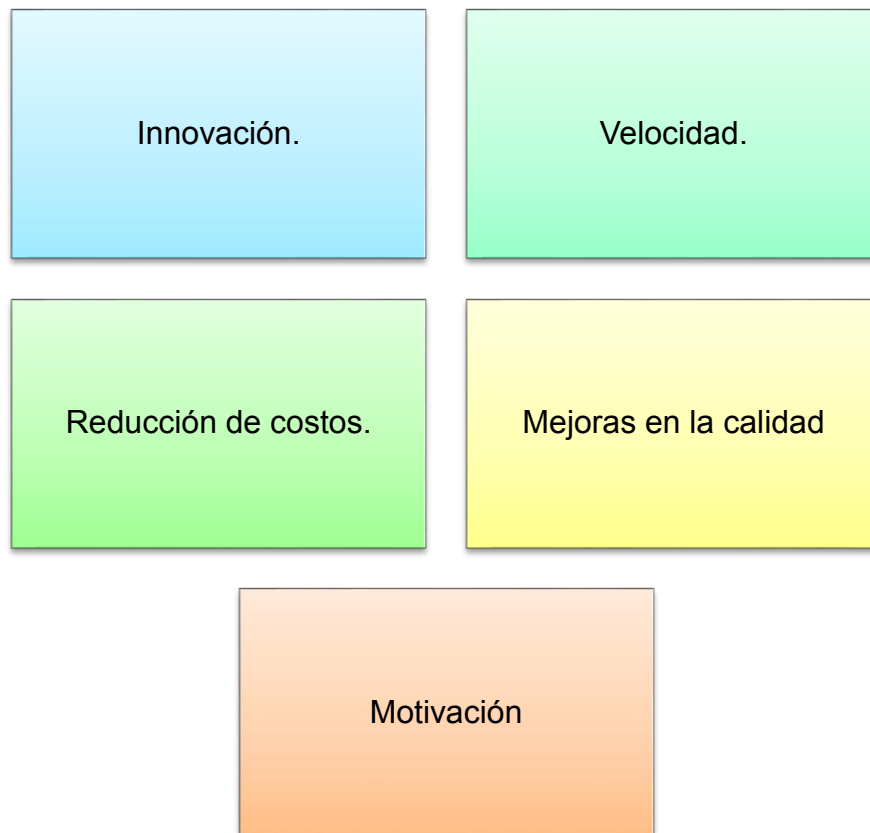 Innovación.
Velocidad.
Reducción de costos.
Mejoras en la calidad
Motivación